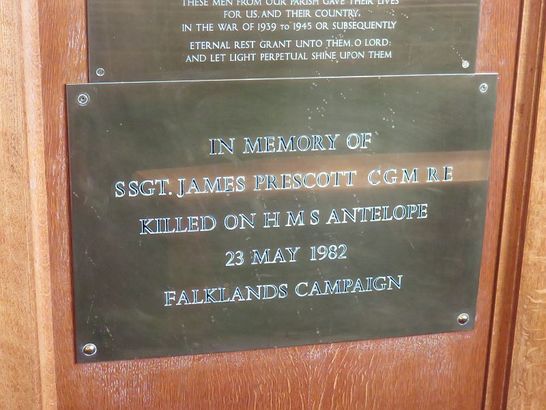 THESE MEN FROM OUR PARISH GAVE THEIR LIVES
FOR US, AND THEIR COUNTRY,
IN THE WAR OF 1939 TO 1945 OR SUBSEQUENTLY
ETERNAL REST GRANT UNTO THEM, O LORD:
AND LET LIGHT PERPETUAL SHINE UPON THEM
IN MEMORY OF
SSGT. JAMES PRESCOTT CGM RE
KILLED ON H M S ANTELOPE
23 MAY 1982
FALKLANDS CAMPAIGN